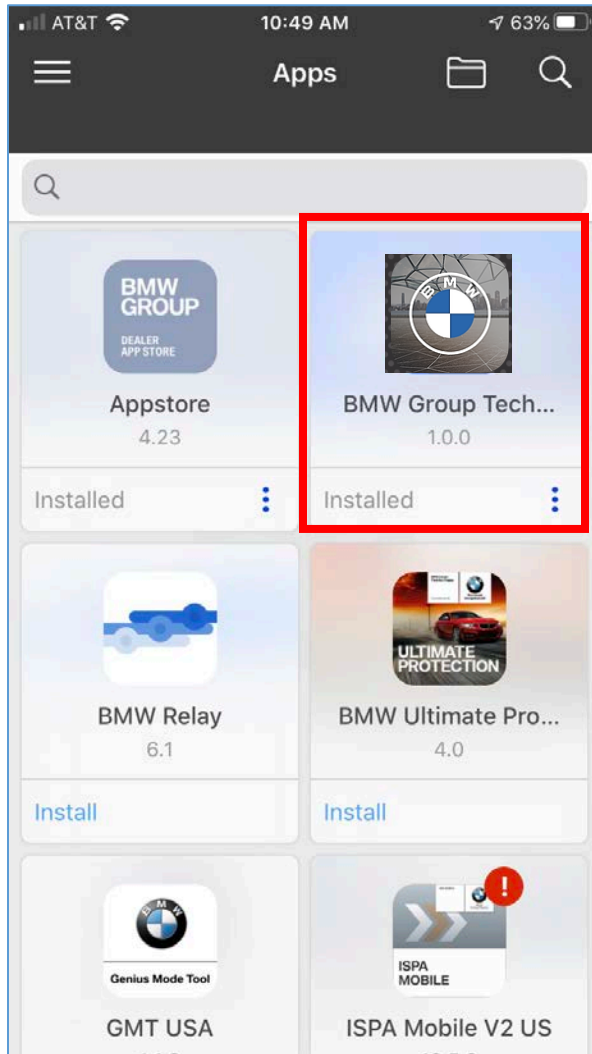 AT&T 10:49 AM 63%
Apps
BMW
GROUP
DEALER
APP STORE
Appstore
4.23
Installed
BMW
BMW Group Tech...
1.0.0
Installed
BMW Relay
6.1
Install
ULTIMATE
PROTECTION
BMW Ultimate Pro...
4.0
Install
BMW
Genius Mode Tool
GMT USA
!
ISPA
MOBILE
ISPA Mobile V2 US